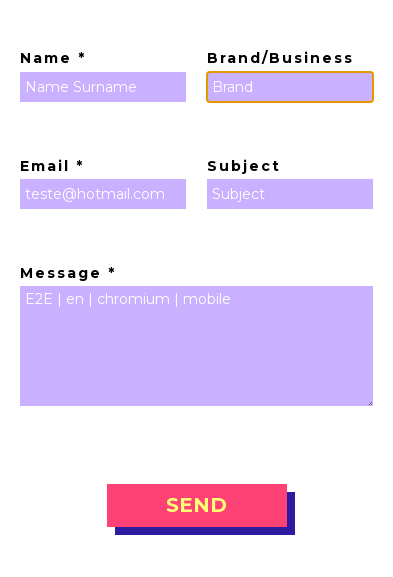 Name *
Brand/Business
Name Surname
Brand
Email *
Subject
teste@hotmail.com
Subject
Message *
E2E | en | chromium | mobile
SEND